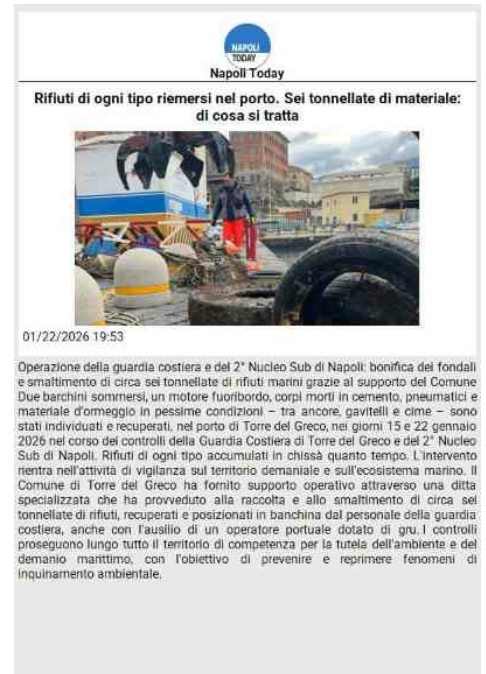 NAPOLI
TODAY
Napoli Today
Rifiuti di ogni tipo riemersi nel porto. Sei tonnellate di materiale:
di cosa si tratta
01/22/2026 19:53
Operazione della guardia costiera e del 2° Nucleo Sub di Napoli: bonifica dei fondali
e smaltimento di circa sei tonnellate di rifiuti marini grazie al supporto del Comune
Due barchini sommersi, un motore fuoribordo, corpi morti in cemento, pneumatici e
materiale d'ormeggio in pessime condizioni – tra ancore, gavitelli e cime – sono
stati individuati e recuperati, nel porto di Torre del Greco, nei giorni 15 e 22 gennaio
2026 nel corso dei controlli della Guardia Costiera di Torre del Greco e del 2° Nucleo
Sub di Napoli. Rifiuti di ogni tipo accumulati in chissà quanto tempo. L'intervento
rientra nell'attività di vigilanza sul territorio demaniale e sull'ecosistema marino. Il
Comune di Torre del Greco ha fornito supporto operativo attraverso una ditta
specializzata che ha provveduto alla raccolta e allo smaltimento di circa sei
tonnellate di rifiuti, recuperati e posizionati in banchina dal personale della guardia
costiera, anche con l'ausilio di un operatore portuale dotato di gru. I controlli
proseguono lungo tutto il territorio di competenza per la tutela dell'ambiente e del
demanio marittimo, con l'obiettivo di prevenire e reprimere fenomeni di
inquinamento ambientale.